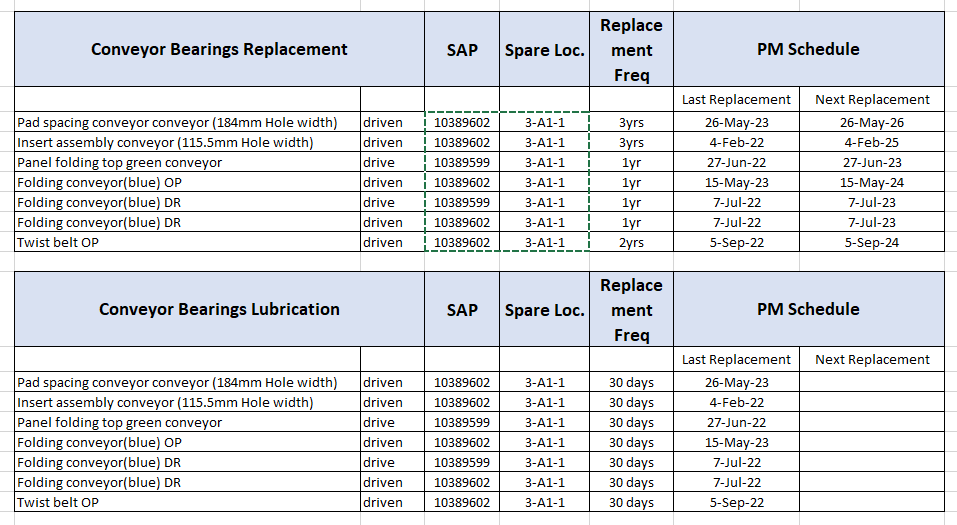 Conveyor Bearings Replacement SAP Spare Loc. Replace ment Freq PM Schedule
Last Replacement Next Replacement
Pad spacing conveyor conveyor (184mm Hole width) driven 10389602 3-A1-1 3yrs 26-May-23 26-May-26
Insert assembly conveyor (115.5mm Hole width) driven 10389602 3-A1-1 3yrs 4-Feb-22 4-Feb-25
Panel folding top green conveyor drive 10389599 3-A1-1 1yr 27-Jun-22 27-Jun-23
Folding conveyor(blue) OP driven 10389602 3-A1-1 1yr 15-May-23 15-May-24
Folding conveyor(blue) DR drive 10389599 3-A1-1 1yr 7-Jul-22 7-Jul-23
Folding conveyor(blue) DR driven 10389602 3-A1-1 1yr 7-Jul-22 7-Jul-23
Twist belt OP driven 10389602 3-A1-1 2yrs 5-Sep-22 5-Sep-24
Conveyor Bearings Lubrication SAP Spare Loc. Replace ment Freq PM Schedule
Last Replacement Next Replacement
Pad spacing conveyor conveyor (184mm Hole width) driven 10389602 3-A1-1 30 days 26-May-23
Insert assembly conveyor (115.5mm Hole width) driven 10389602 3-A1-1 30 days 4-Feb-22
Panel folding top green conveyor drive 10389599 3-A1-1 30 days 27-Jun-22
Folding conveyor(blue) OP driven 10389602 3-A1-1 30 days 15-May-23
Folding conveyor(blue) DR drive 10389599 3-A1-1 30 days 7-Jul-22
Folding conveyor(blue) DR driven 10389602 3-A1-1 30 days 7-Jul-22
Twist belt OP driven 10389602 3-A1-1 30 days 5-Sep-22